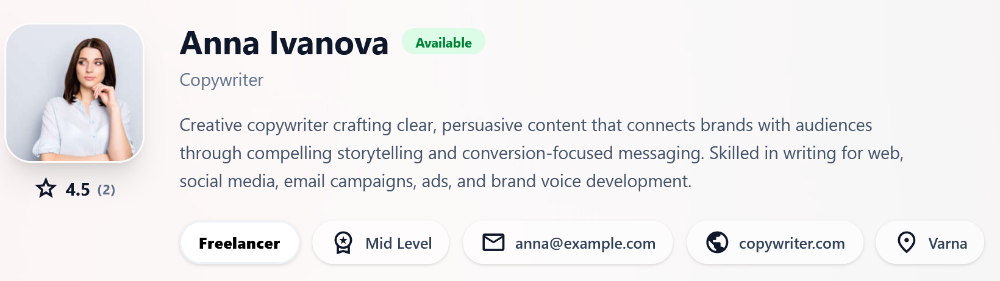 Anna Ivanova
Available
Copywriter
Creative copywriter crafting clear, persuasive content that connects brands with audiences
through compelling storytelling and conversion-focused messaging. Skilled in writing for web,
social media, email campaigns, ads, and brand voice development.
4.5 (2)
Freelancer
Mid Level
anna@example.com
copywriter.com
Varna